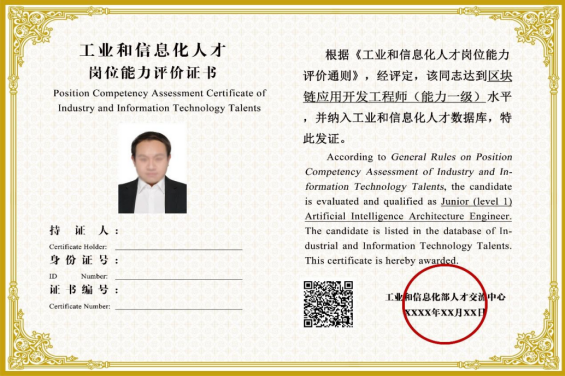 工业和信息化人才
岗位能力评价证书
Position Competency Assessment Certificate of
Industry and Information Technology Talents
持证人：
Certificate Holder:
身份证号：
ID Number:
证书编号：
Certificate Number:
根据《工业和信息化人才岗位能力
评价通则》，经评定，该同志达到区块
链应用开发工程师（能力一级）水平
，并纳入工业和信息化人才数据库，特
此发证。
According to General Rules on Position
Competency Assessment of Industry and In-
formation Technology Talents, the candidate
is evaluated and qualified as Junior (level 1)
Artificial Intelligence Architecture Engineer.
The candidate is listed in the database of In-
dustrial and Information Technology Talents.
This certificate is hereby awarded.
工业和信息化部人才交流中心
XXXX年XX月XX日